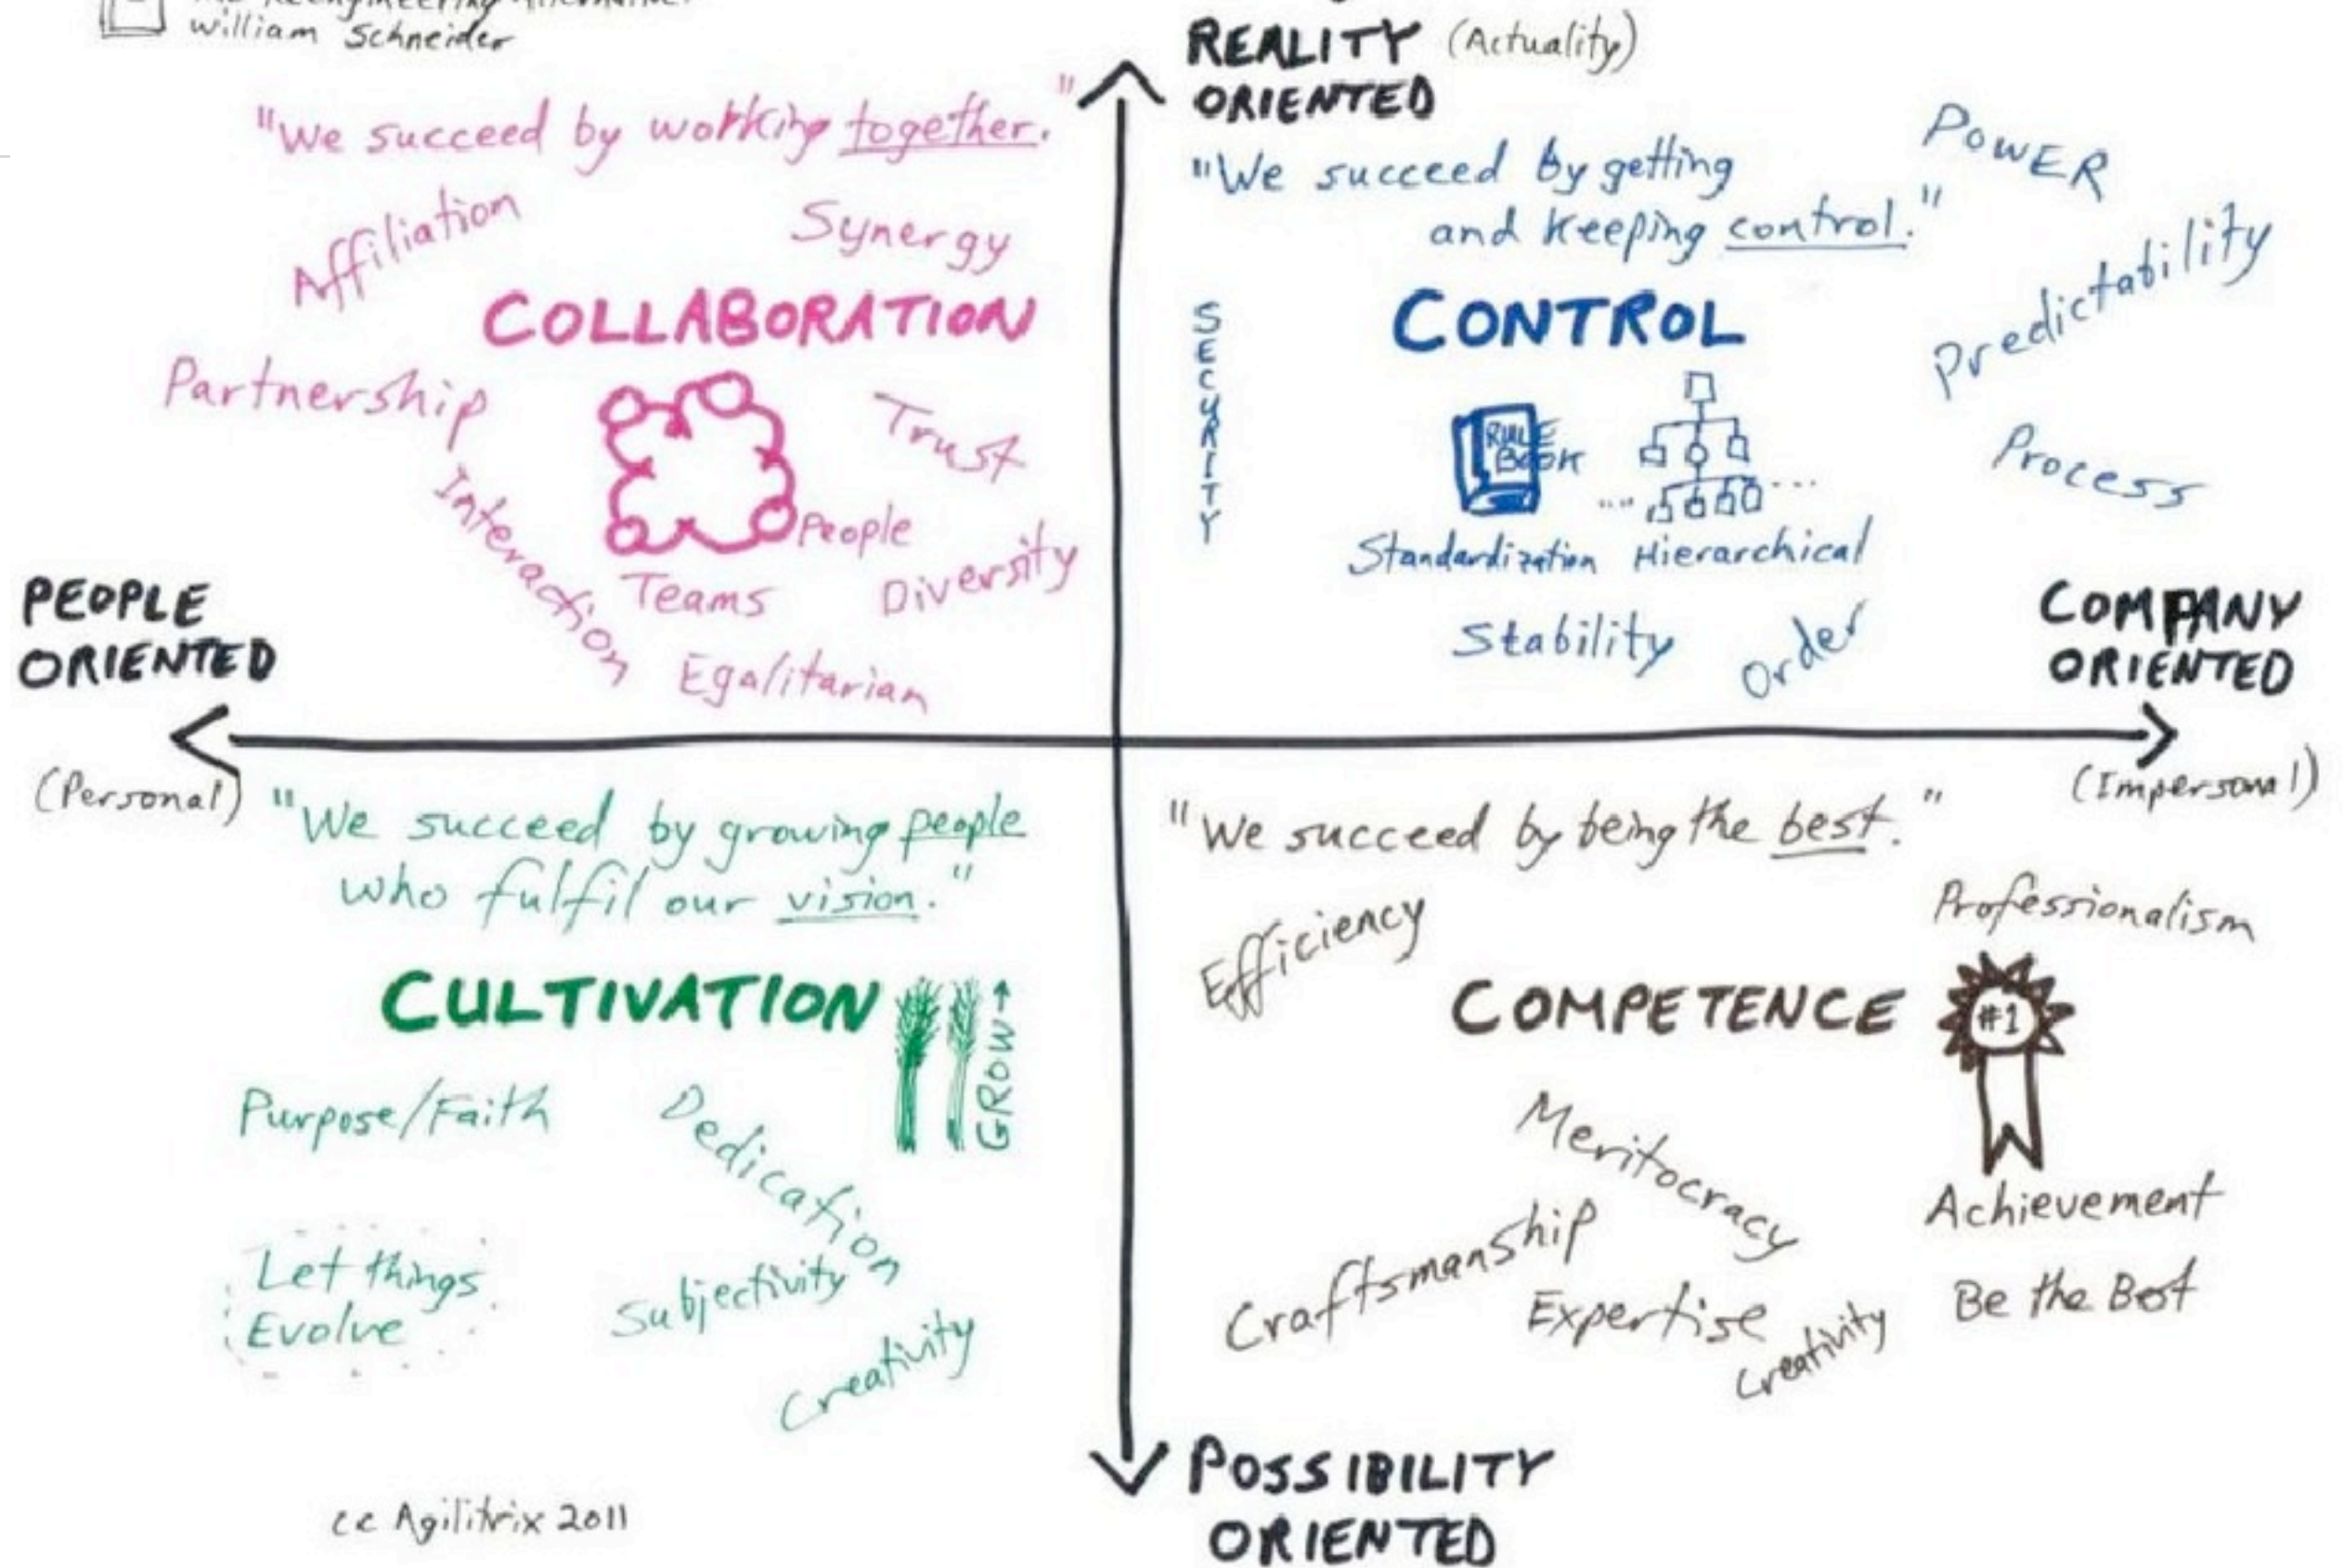 William Schneider
REALITY (Actuality)
ORIENTED
"We succeed by working together."
Affiliation
Synergy
COLLABORATION
Partnership
Trust
Interaction
People
Teams
Diversity
Egalitarian
"We succeed by getting
and keeping control."
POWER
Predictability
SECURITY
CONTROL
RULE
BOOK
Process
Standardization Hierarchical
Stability
Order
PEOPLE
ORIENTED
(Personal)
COMPANY
ORIENTED
(Impersonal)
"We succeed by growing people
who fulfil our vision."
CULTIVATION
GROW
Purpose/Faith
Dedication
Let things
Evolve
Subjectivity
Creativity
"We succeed by being the best."
Efficiency
Professionalism
COMPETENCE
#1
Meritocracy
Craftsmanship
Achievement
Expertise
Be the Best
Creativity
POSSIBILITY
ORIENTED
cc Agilitrix 2011